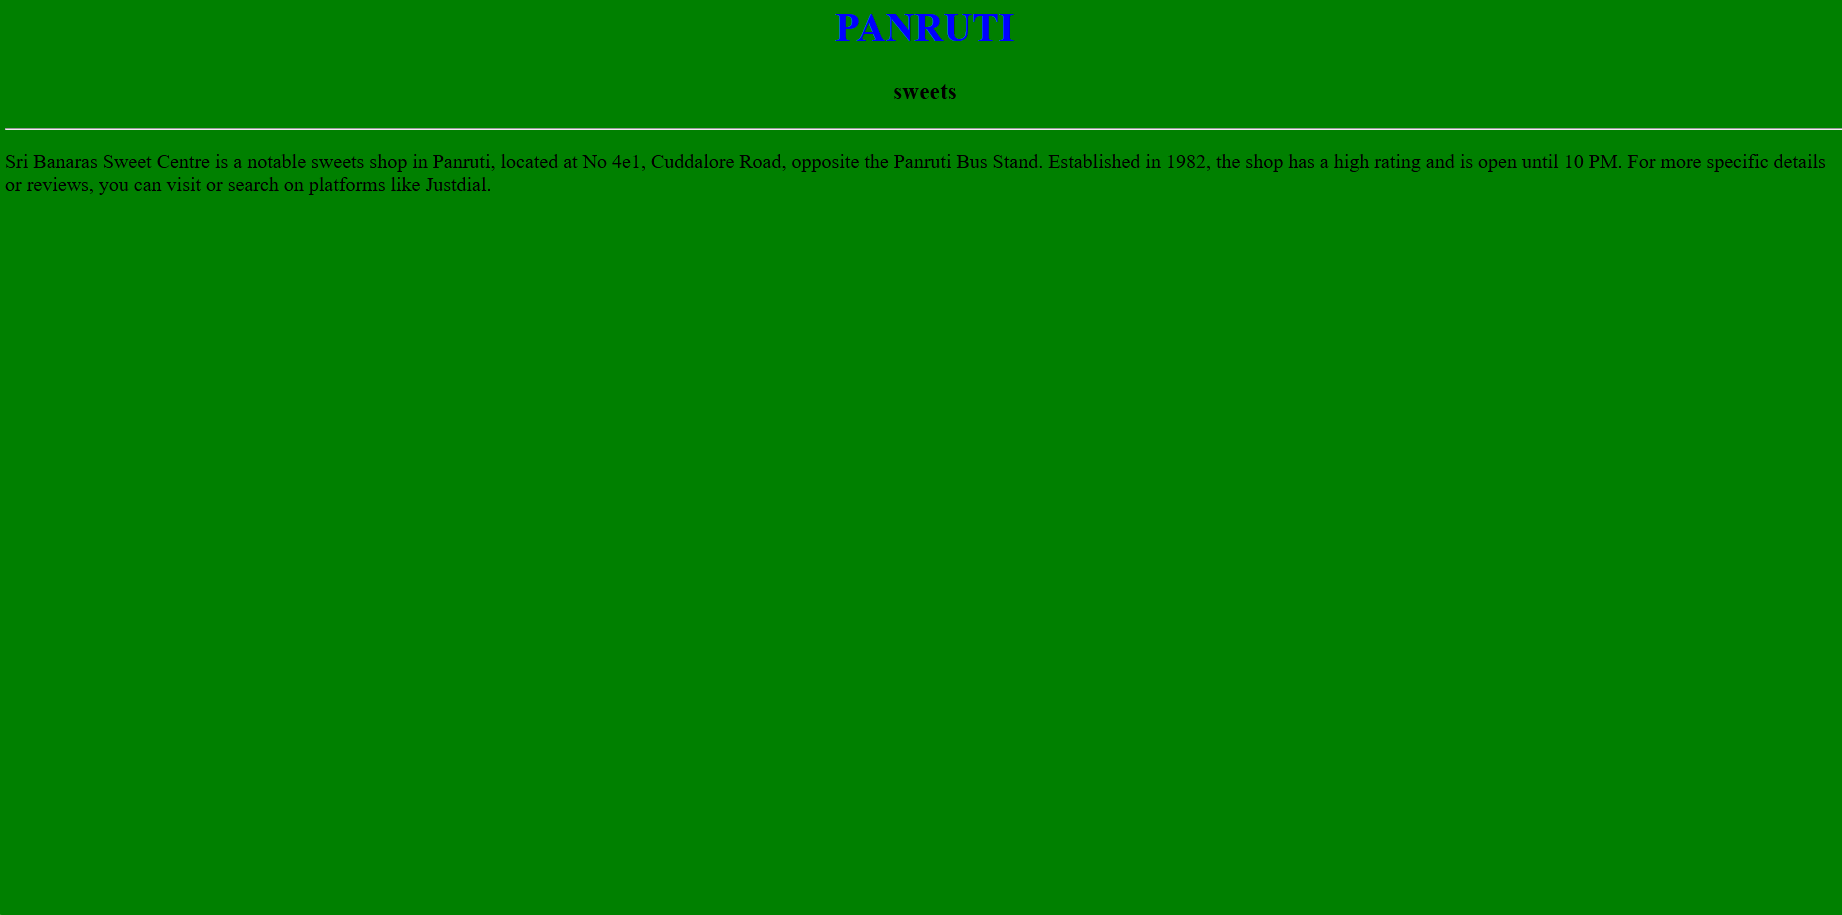 PANRUTI
sweets
Sri Banaras Sweet Centre is a notable sweets shop in Panruti, located at No 4e1, Cuddalore Road, opposite the Panruti Bus Stand. Established in 1982, the shop has a high rating and is open until 10 PM. For more specific details
or reviews, you can visit or search on platforms like Justdial.